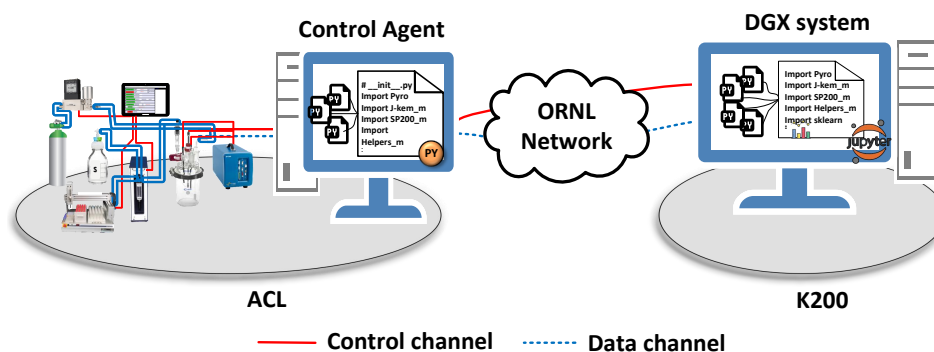 Control Agent
DGX system
# __init__.py
Import Pyro
Import J-kem_m
Import SP200_m
Import
Helpers_m
:
PY
PY
PY
PY
ORNL
Network
Import Pyro
Import J-kem_m
Import SP200_m
Import Helpers_m
Import sklearn
:
PY
PY
PY
PY
jupyter
S
ACL
K200
Control channel
Data channel